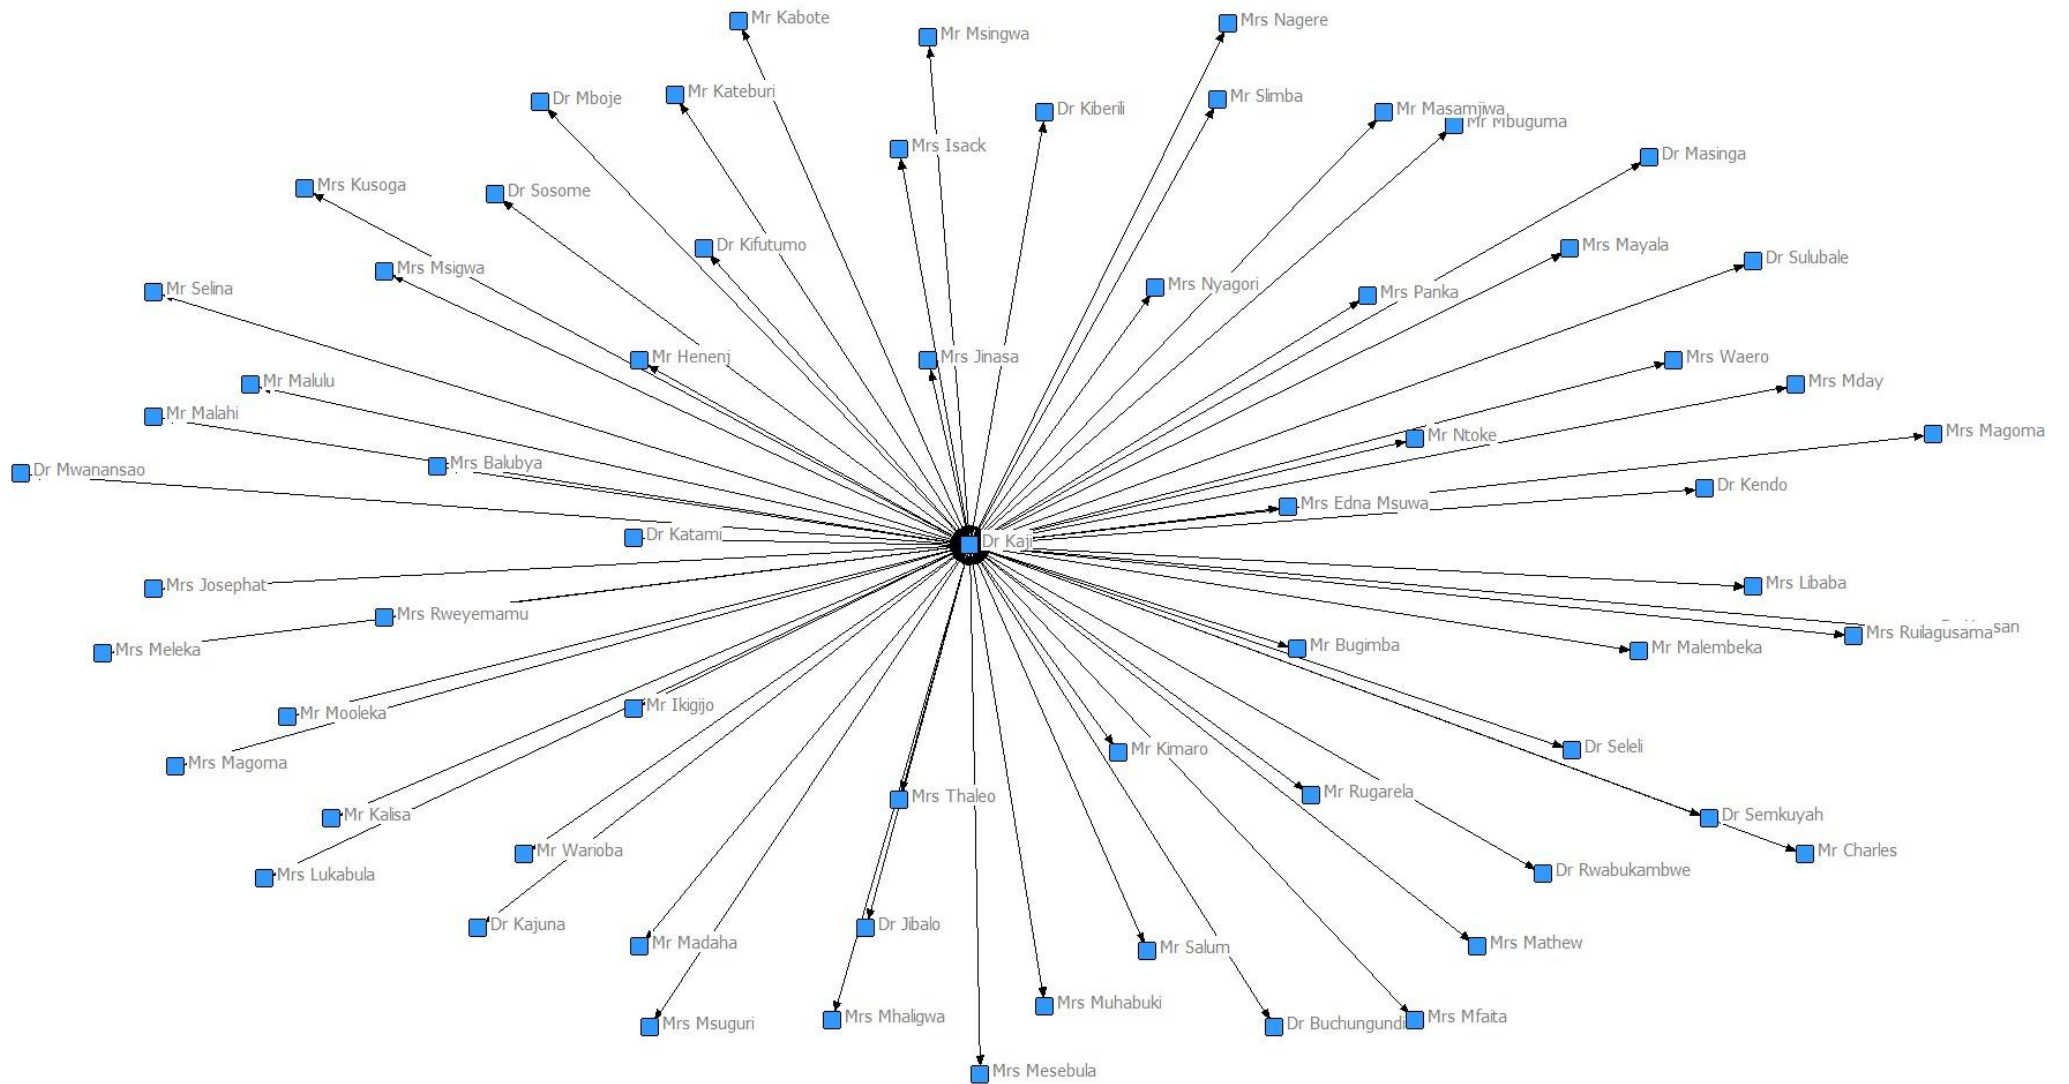 Mr Kabote
Mrs Nagere
Mr Msingwa
Mr Kateburi
Dr Mboje
Mr Slimba
Dr Kiberili
Mr Masamjiwa
Mr Mbuguma
Mrs Isack
Dr Masinga
Mrs Kusoga
Dr Sosome
Dr Kifutumo
Mrs Mayala
Dr Sulubale
Mrs Msigwa
Mr Selina
Mrs Nyagori
Mrs Panka
Mr Henenj
Mrs Jinasa
Mrs Waero
Mr Malulu
Mrs Mday
Mr Malahi
Mrs Magoma
Mr Ntoke
Mrs Balubya
Dr Mwanansao
Dr Kendo
Mrs Edna Msuwa
Dr Katami
Dr Kaji
Mrs Josephat
Mrs Libaba
Mrs Rweyemamu
Mrs Ruilagusama
Mrs Meleka
Mr Bugimba
Mr Malembeka
Mr Ikigijo
Mr Mooleka
Mr Kimaro
Dr Seleli
Mrs Magoma
Mr Rugarela
Mrs Thaleo
Mr Kalisa
Dr Semkuyah
Mr Warioba
Mr Charles
Mrs Lukabula
Dr Rwabukambwe
Dr Kajuna
Dr Jibalo
Mr Madaha
Mr Salum
Mrs Mathew
Mrs Muhabuki
Mrs Msuguri
Mrs Mhaligwa
Dr Buchungundi
Mrs Mfaita
Mrs Mesebula